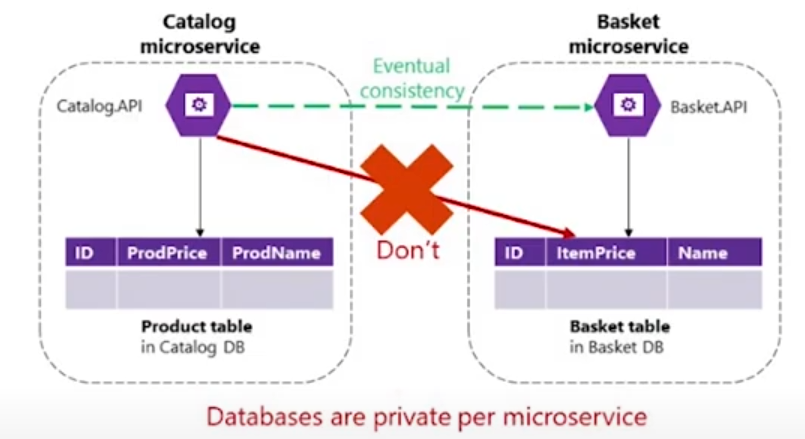 Catalog
microservice
Basket
microservice
Eventual
consistency
Catalog.API
Basket.API
Don't
ID ProdPrice ProdName
ID ItemPrice Name
Product table
in Catalog DB
Basket table
in Basket DB
Databases are private per microservice